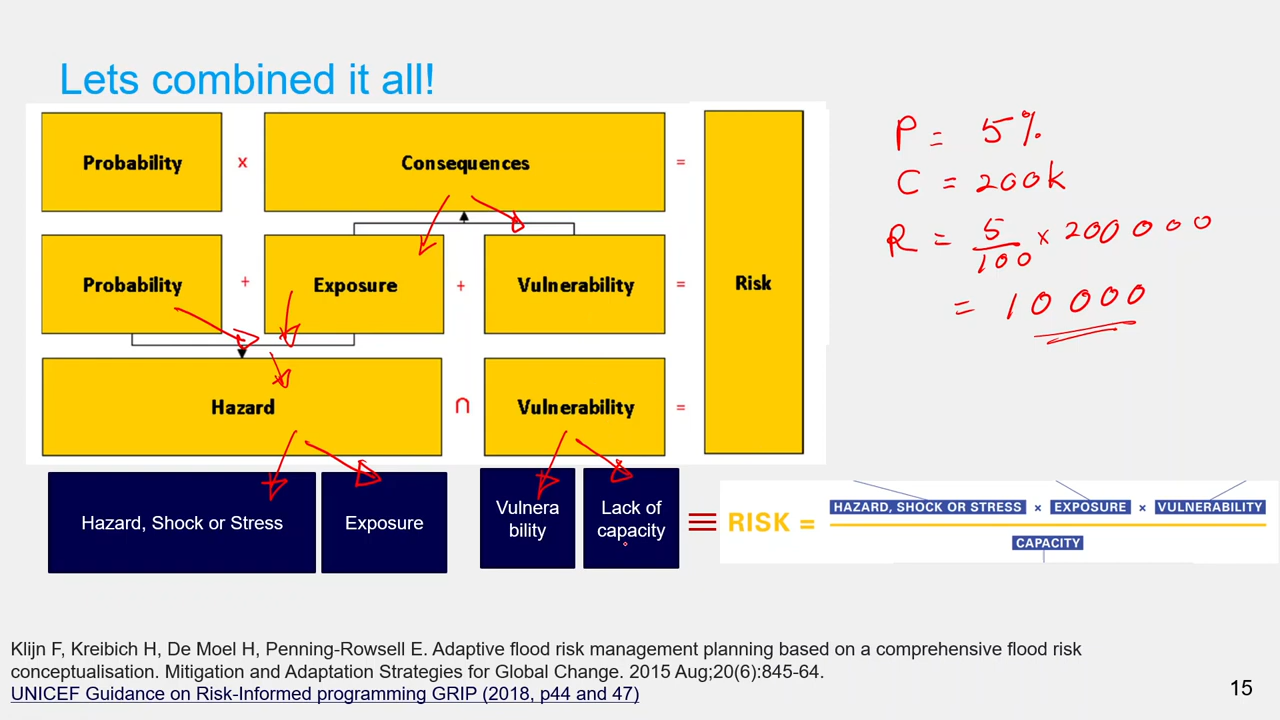 Lets combined it all!
Probability x Consequences =
Probability + Exposure + Vulnerability = Risk
Hazard ∩ Vulnerability =
Hazard, Shock or Stress
Exposure
Vulnera
bility
Lack of
capacity
≡
RISK = HAZARD, SHOCK OR STRESS × EXPOSURE × VULNERABILITY
CAPACITY
P = 5%
C = 200k
R = 5/100 × 200000
= 10000
Klijn F, Kreibich H, De Moel H, Penning-Rowsell E. Adaptive flood risk management planning based on a comprehensive flood risk
conceptualisation. Mitigation and Adaptation Strategies for Global Change. 2015 Aug;20(6):845-64.
UNICEF Guidance on Risk-Informed programming GRIP (2018, p44 and 47)
15